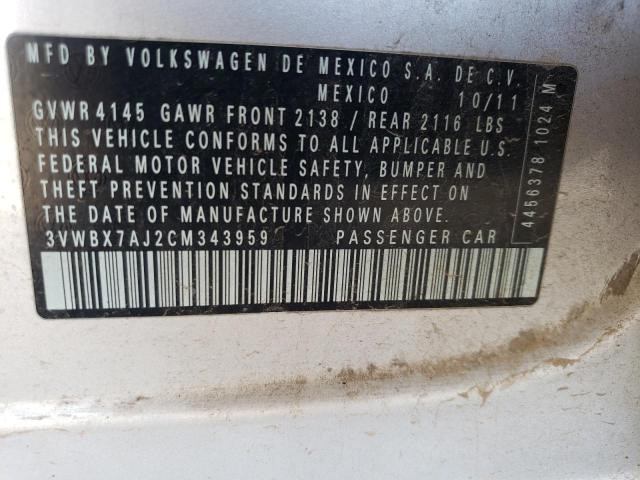 MFD BY VOLKSWAGEN DE MEXICO S.A. DE C.V.
MEXICO 10/11
GVWR 4145 GAWR FRONT 2138 / REAR 2116 LBS
THIS VEHICLE CONFORMS TO ALL APPLICABLE U.S.
FEDERAL MOTOR VEHICLE SAFETY, BUMPER AND
THEFT PREVENTION STANDARDS IN EFFECT ON
THE DATE OF MANUFACTURE SHOWN ABOVE.
3VWBX7AJ2CM343959 PASSENGER CAR
4456378 1024 M